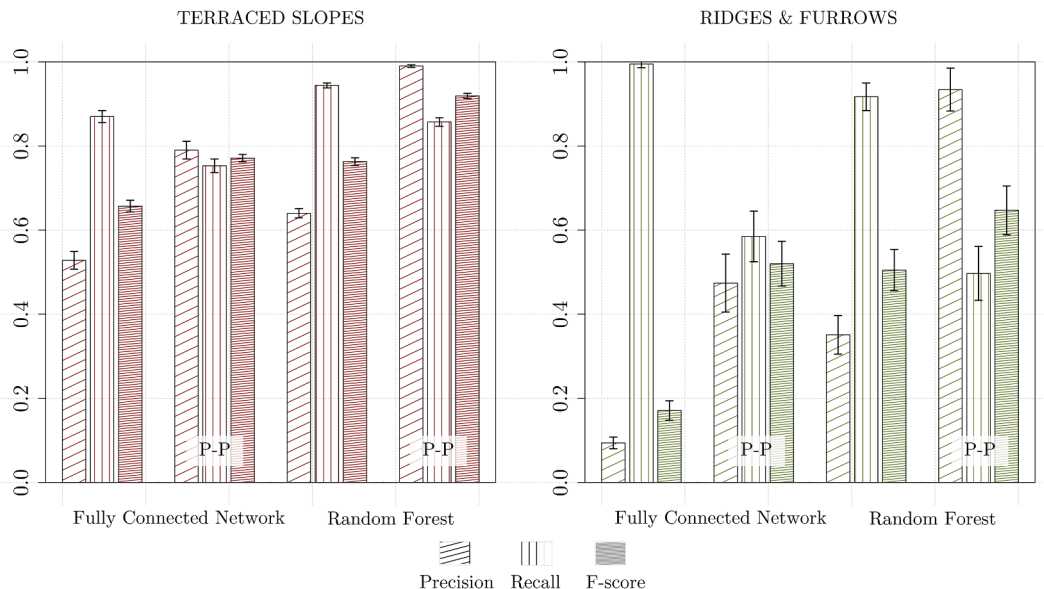 TERRACED SLOPES
RIDGES & FURROWS
1.0
0.8
0.6
0.4
0.2
0.0
P-P
P-P
Fully Connected Network
Random Forest
1.0
0.8
0.6
0.4
0.2
0.0
P-P
P-P
Fully Connected Network
Random Forest
Precision
Recall
F-score